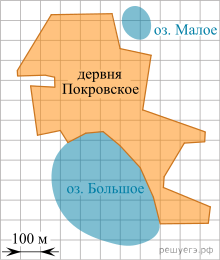 оз. Малое
дервня
Покровское
оз. Большое
100 м
решуегэ.рф